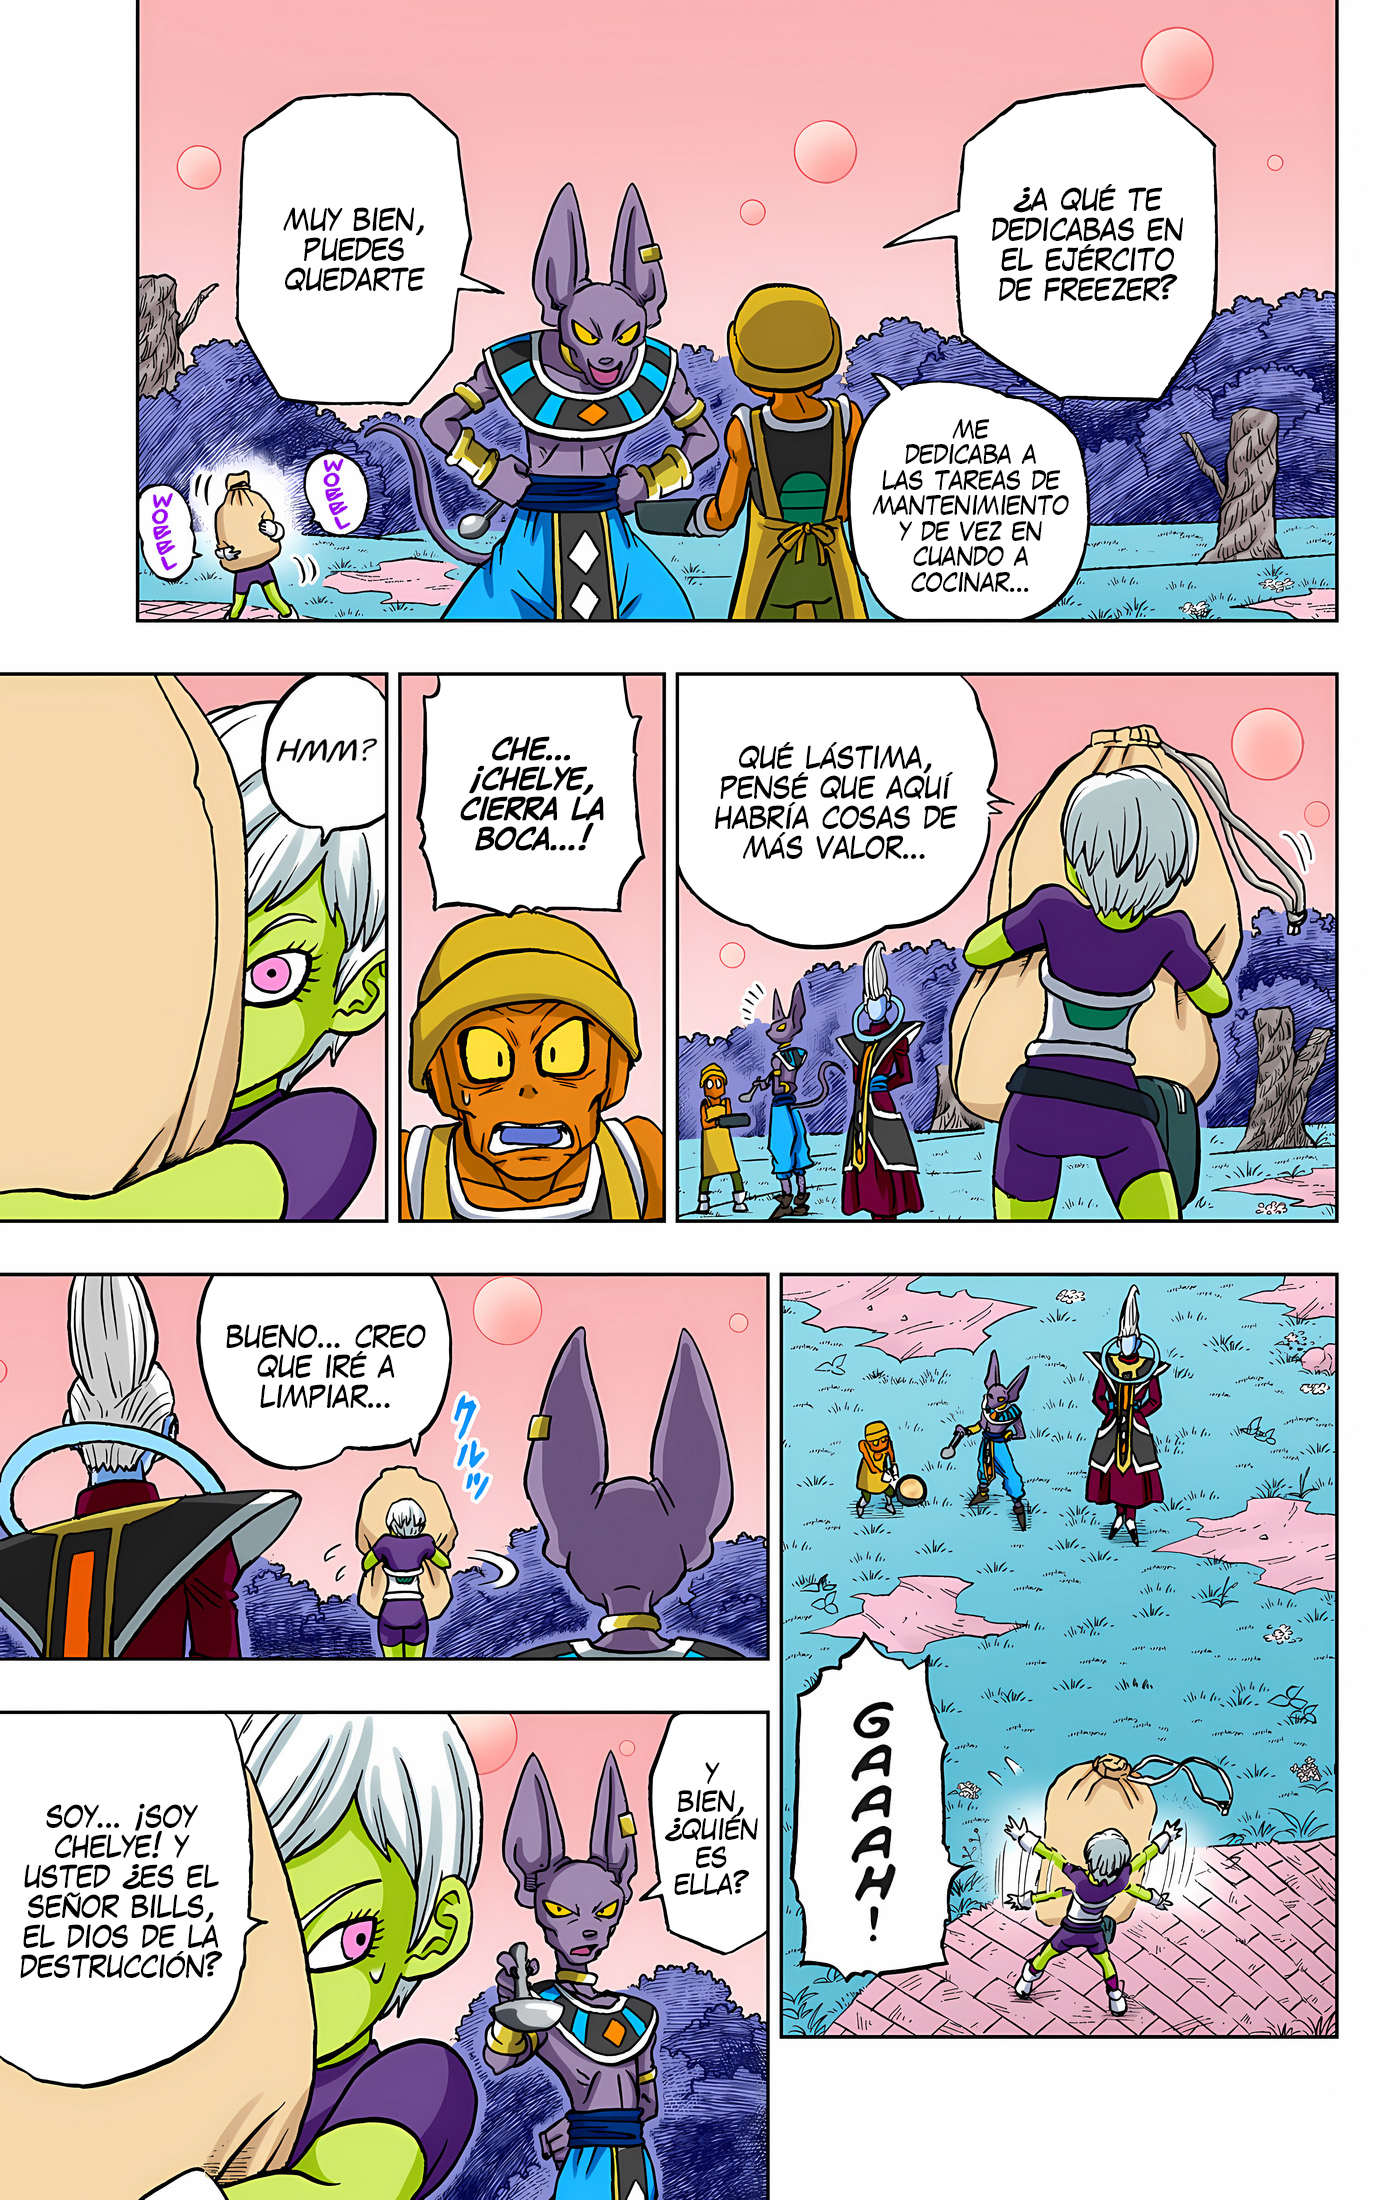 ¿A QUÉ TE
DEDICABAS EN
EL EJÉRCITO
DE FREEZER?
ME
DEDICABA A
LAS TAREAS DE
MANTENIMIENTO
Y DE VEZ EN
CUANDO A
COCINAR...
MUY BIEN,
PUEDES
QUEDARTE
WOBBL
WOBBL
QUÉ LÁSTIMA,
PENSÉ QUE AQUÍ
HABRÍA COSAS DE
MÁS VALOR...
CHE...
¡CHELYE,
CIERRA LA
BOCA...!
HMM?
GAAAH!
BUENO... CREO
QUE IRÉ A
LIMPIAR...
クルッ
Y
BIEN,
¿QUIÉN
ES
ELLA?
SOY... ¡SOY
CHELYE! Y
USTED ¿ES EL
SEÑOR BILLS,
EL DIOS DE LA
DESTRUCCIÓN?